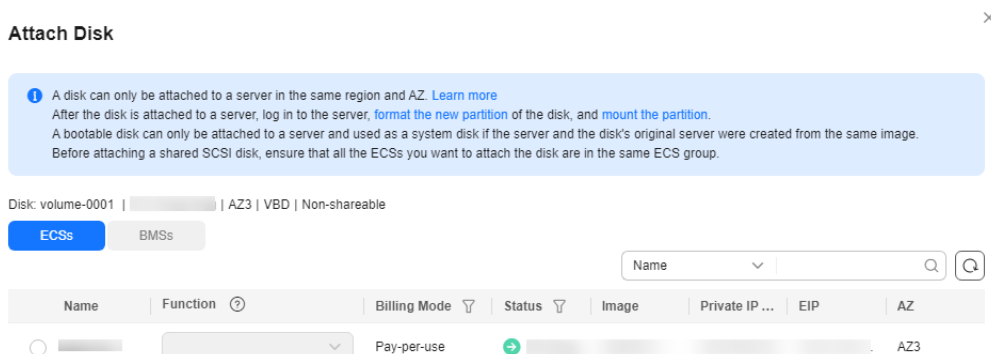 Attach Disk
A disk can only be attached to a server in the same region and AZ. Learn more
After the disk is attached to a server, log in to the server, format the new partition of the disk, and mount the partition.
A bootable disk can only be attached to a server and used as a system disk if the server and the disk's original server were created from the same image.
Before attaching a shared SCSI disk, ensure that all the ECSs you want to attach the disk are in the same ECS group.
Disk: volume-0001 | | AZ3 | VBD | Non-shareable
ECSs BMSs
Name
Name Function Billing Mode Status Image Private IP ... EIP AZ
Pay-per-use AZ3